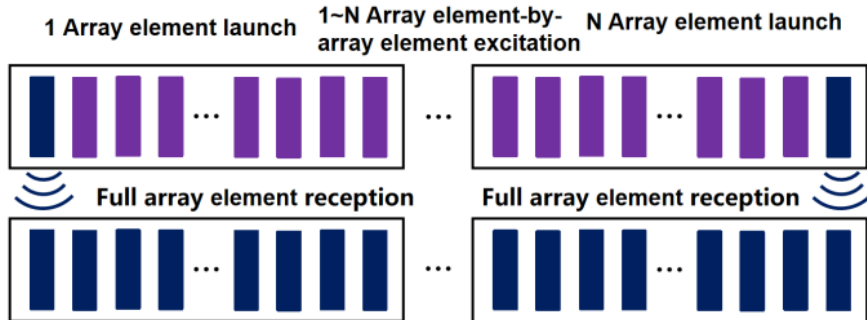 1 Array element launch
1~N Array element-by-
array element excitation
N Array element launch
...
...
...
Full array element reception
Full array element reception
...
...
...